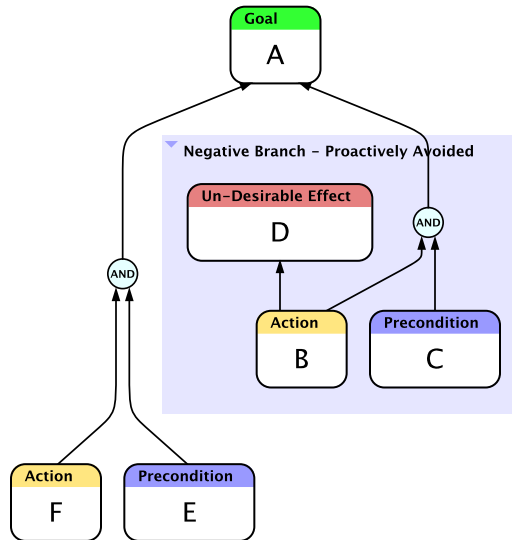 Goal
A
Negative Branch – Proactively Avoided
Un-Desirable Effect
D
AND
AND
Action
B
Precondition
C
Action
F
Precondition
E